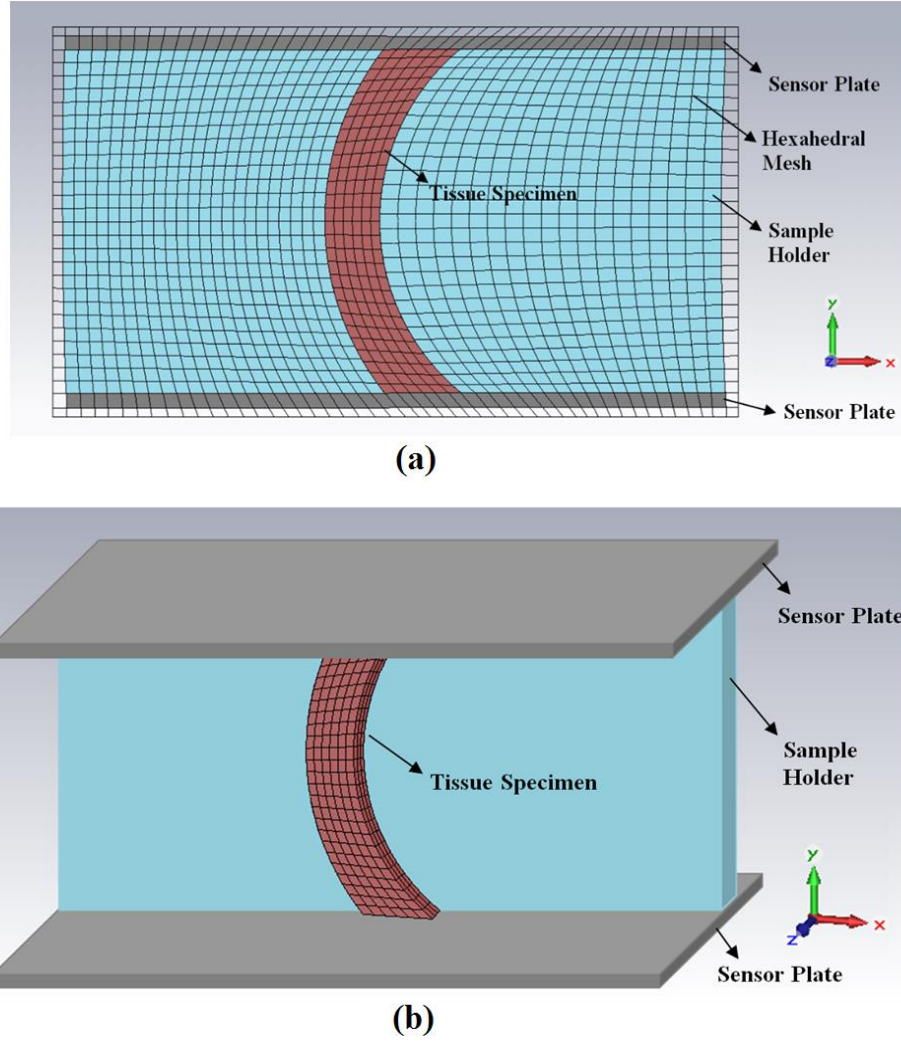 Sensor Plate
Hexahedral
Mesh
Tissue Specimen
Sample
Holder
Y
Z
X
Sensor Plate
(a)
Sensor Plate
Sample
Holder
Tissue Specimen
Y
X
Z
Sensor Plate
(b)